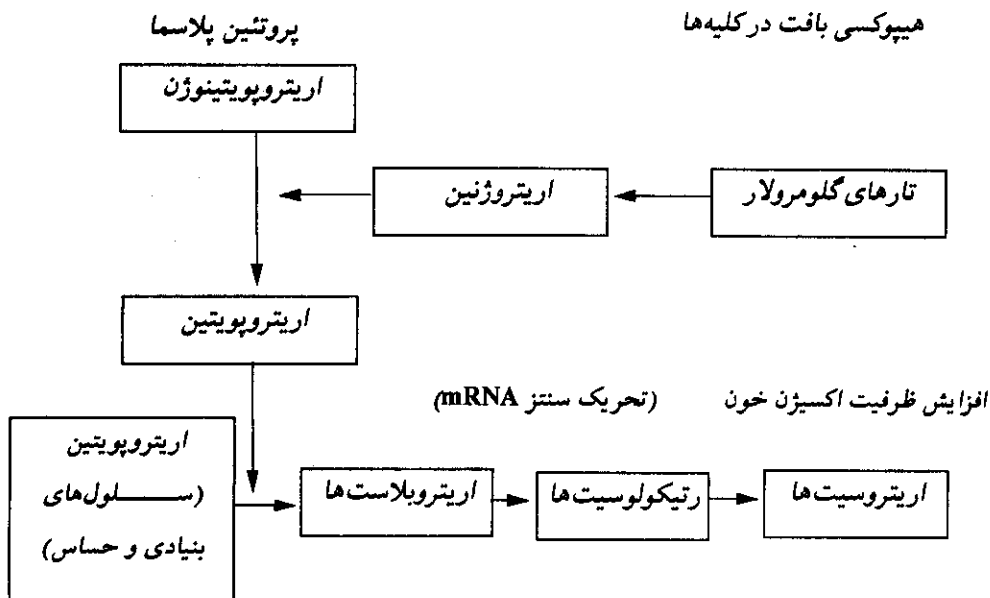 هیپوکسی بافت در کلیه‌ها
پروتئین پلاسما
اریتروپویتینوژن
تارهای گلومرولار
اریتروژنین
اریتروپویتین
افزایش ظرفیت اکسیژن خون
(تحریک سنتز mRNA)
اریتروپویتین
(سـلول‌های
بنیادی و حساس)
اریتروبلاست‌ها
رتیکولوسیت‌ها
اریتروسیت‌ها